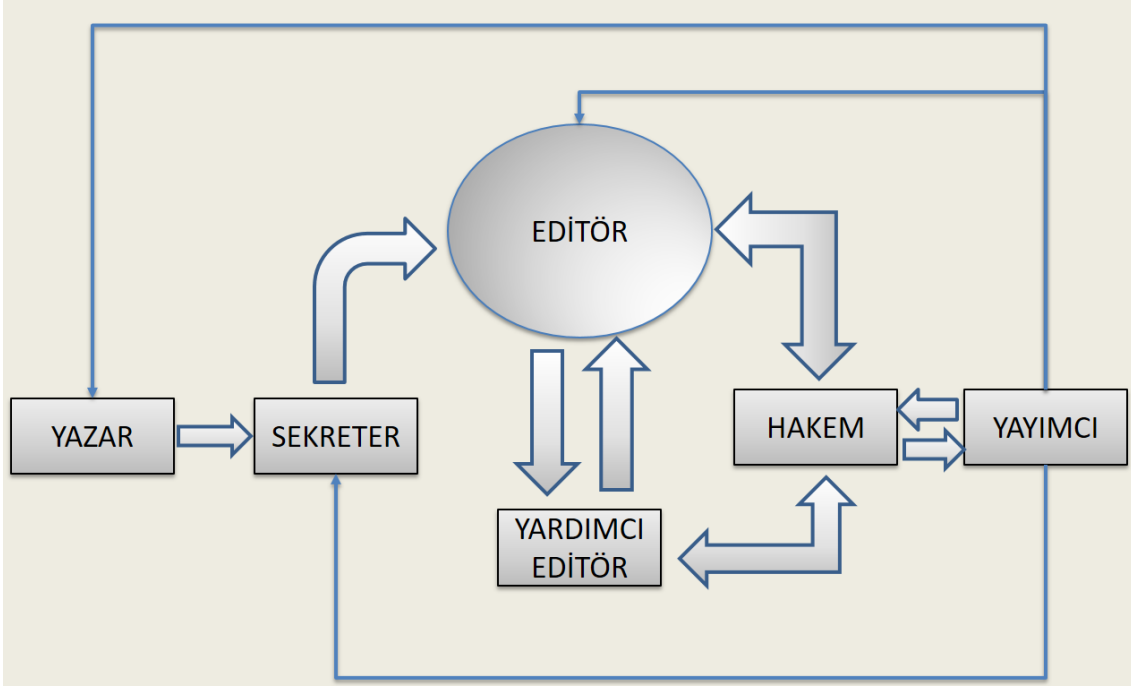 EDİTÖR
YAZAR
SEKRETER
HAKEM
YAYIMCI
YARDIMCI
EDİTÖR